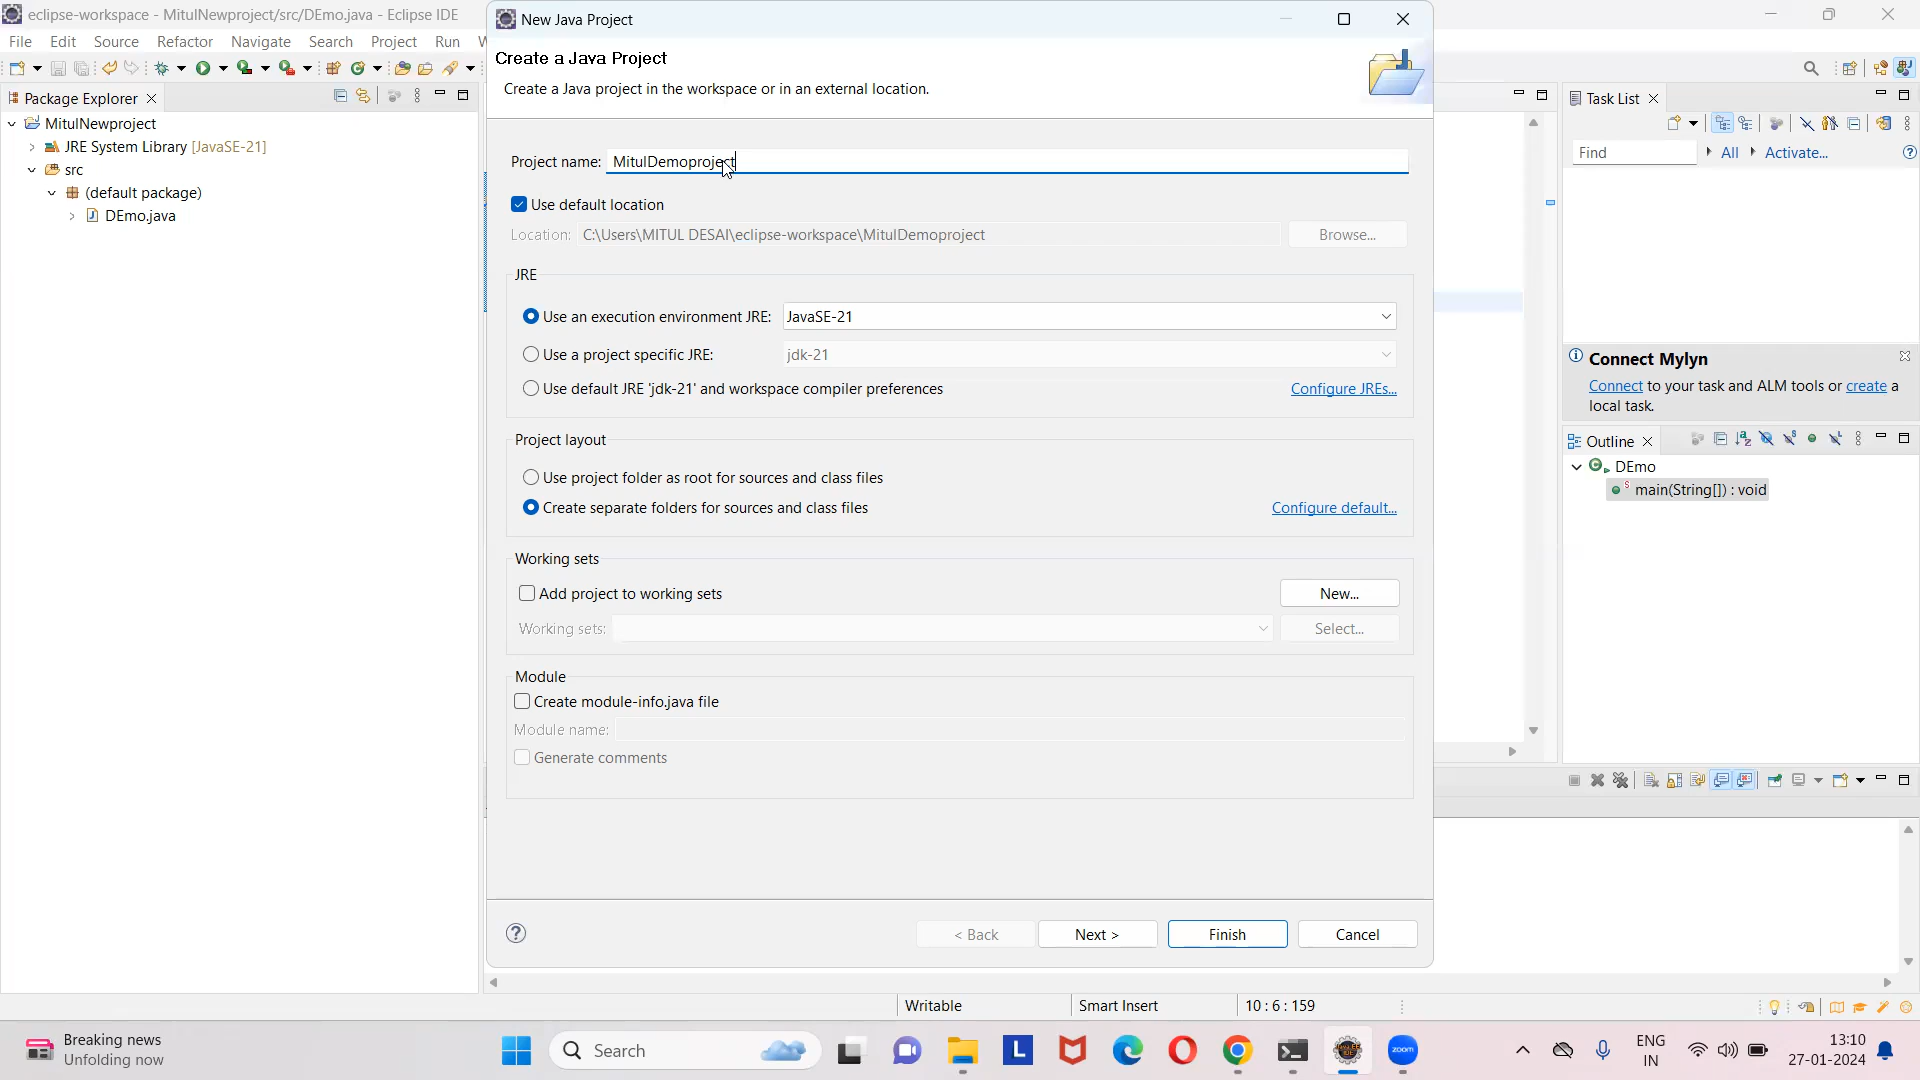 eclipse-workspace - MitulNewproject/src/DEmo.java - Eclipse IDE
File Edit Source Refactor Navigate Search Project Run
Package Explorer
MitulNewproject
JRE System Library [JavaSE-21]
src
(default package)
DEmo.java
New Java Project
Create a Java Project
Create a Java project in the workspace or in an external location.
Project name: MitulDemoproject
Use default location
Location: C:\Users\MITUL DESAI\eclipse-workspace\MitulDemoproject Browse...
JRE
Use an execution environment JRE: JavaSE-21
Use a project specific JRE: jdk-21
Use default JRE 'jdk-21' and workspace compiler preferences Configure JREs...
Project layout
Use project folder as root for sources and class files
Create separate folders for sources and class files Configure default...
Working sets
Add project to working sets New...
Working sets: Select...
Module
Create module-info.java file
Module name:
Generate comments
< Back Next > Finish Cancel
Task List
Find All Activate...
Connect Mylyn
Connect to your task and ALM tools or create a
local task.
Outline
DEmo
main(String[]) : void
Writable Smart Insert 10 : 6 : 159
Breaking news
Unfolding now
Search
L
zoom
ENG
IN
13:10
27-01-2024